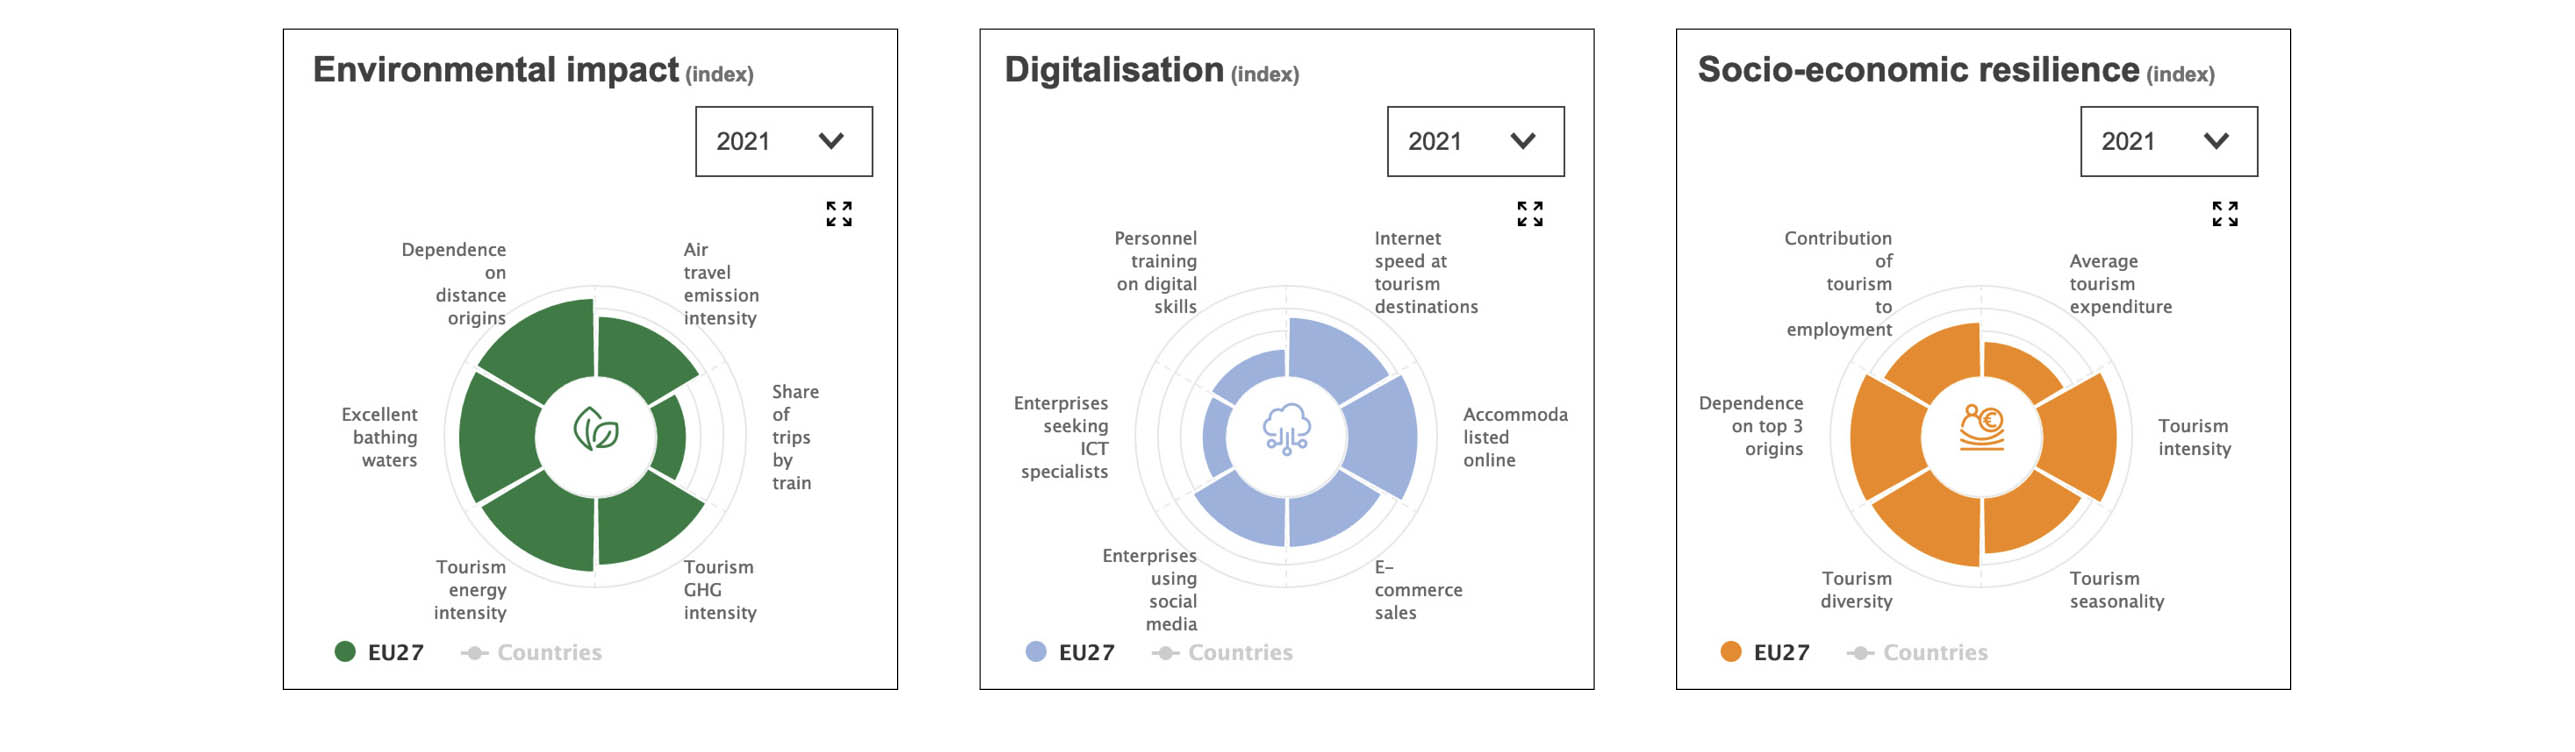 Environmental impact (index)
2021
Dependence
on
distance
origins
Air
travel
emission
intensity
Share
of
trips
by
train
Excellent
bathing
waters
Tourism
energy
intensity
Tourism
GHG
intensity
EU27
Countries
Digitalisation (index)
2021
Personnel
training
on digital
skills
Internet
speed at
tourism
destinations
Enterprises
seeking
ICT
specialists
Accommoda
listed
online
Enterprises
using
social
media
E-
commerce
sales
EU27
Countries
Socio-economic resilience (index)
2021
Contribution
of
tourism
to
employment
Average
tourism
expenditure
Dependence
on top 3
origins
Tourism
intensity
Tourism
diversity
Tourism
seasonality
EU27
Countries